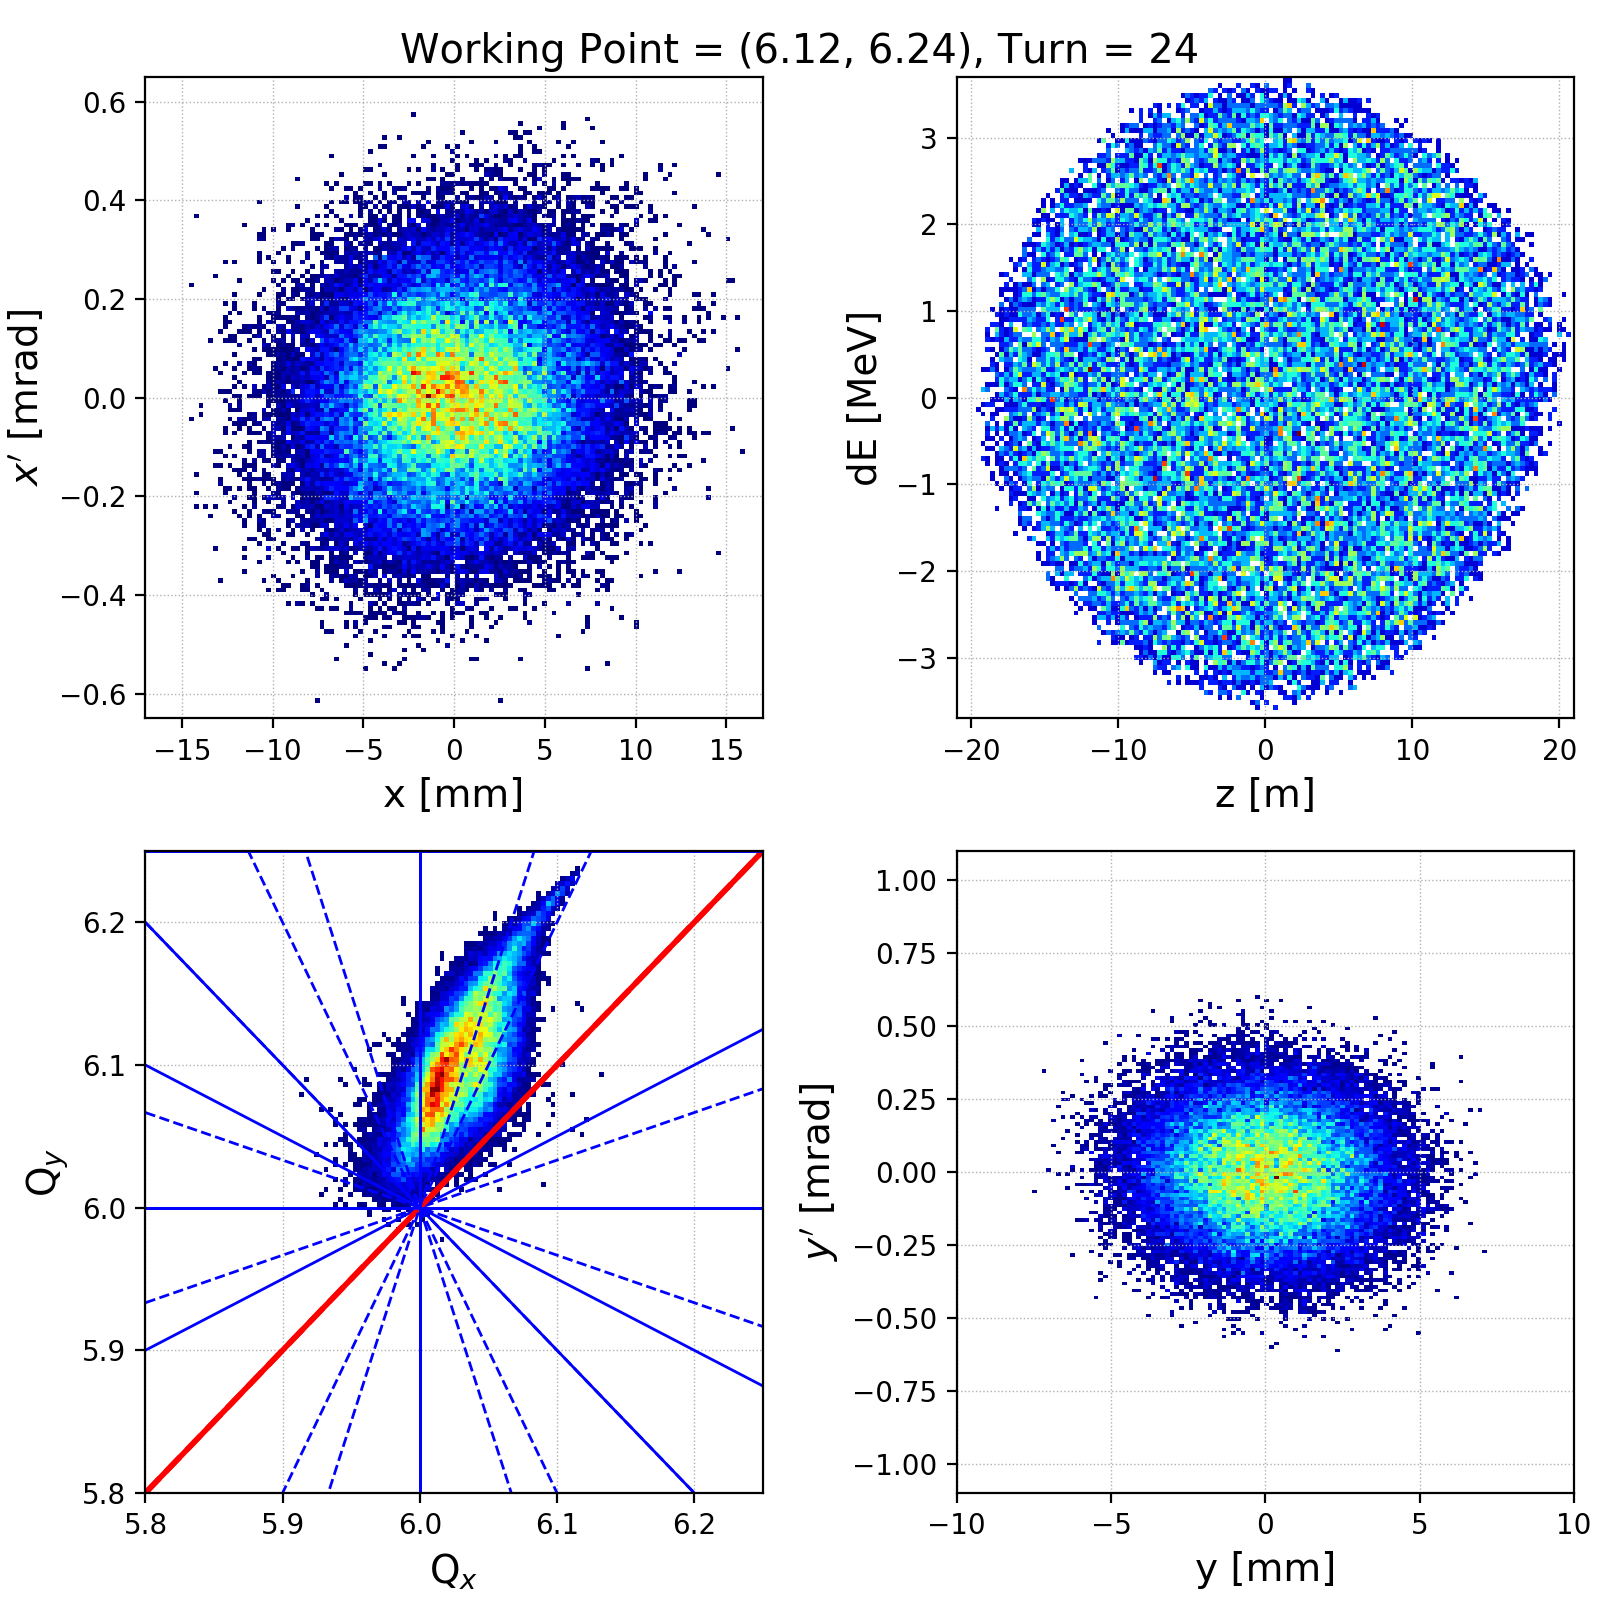 Working Point = (6.12, 6.24), Turn = 24
0.6
0.4
0.2
0.0
−0.2
−0.4
−0.6
x′ [mrad]
−15 −10 −5 0 5 10 15
x [mm]
3
2
1
0
−1
−2
−3
dE [MeV]
−20 −10 0 10 20
z [m]
6.2
6.1
6.0
5.9
5.8
Qy
5.8 5.9 6.0 6.1 6.2
Qx
1.00
0.75
0.50
0.25
0.00
−0.25
−0.50
−0.75
−1.00
y′ [mrad]
−10 −5 0 5 10
y [mm]